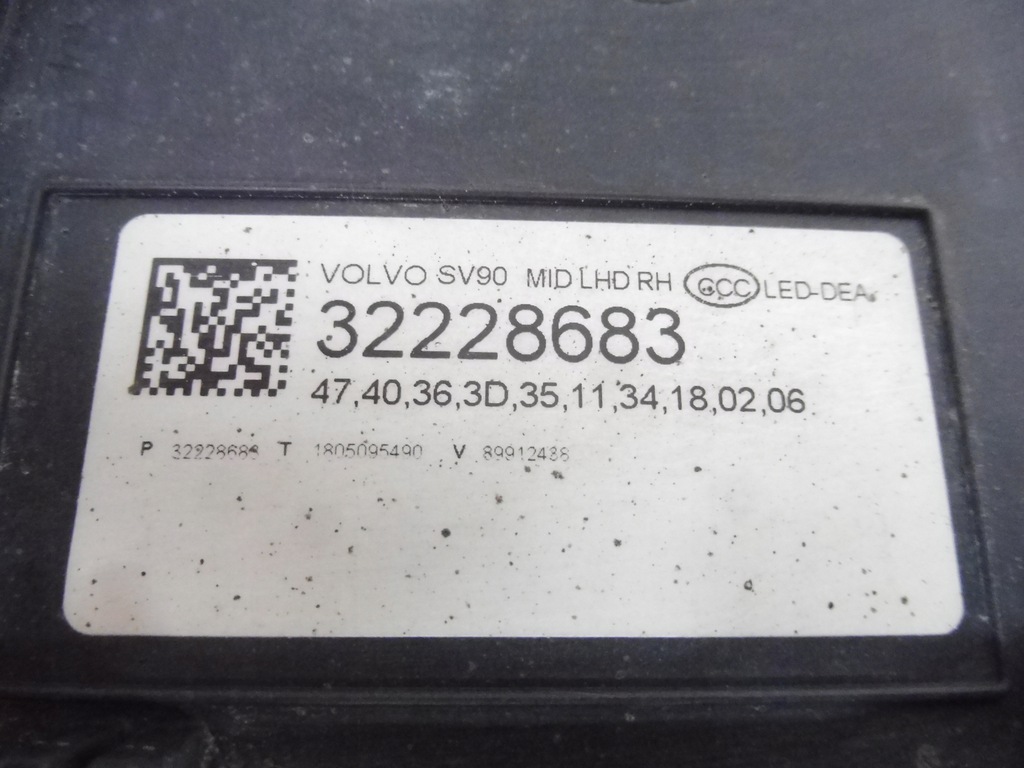 VOLVO SV90 MID LHD RH CCC LED-DEA
32228683
47,40,36,3D,35,11,34,18,02,06
P 32228683 T 1805095490 V 89912488